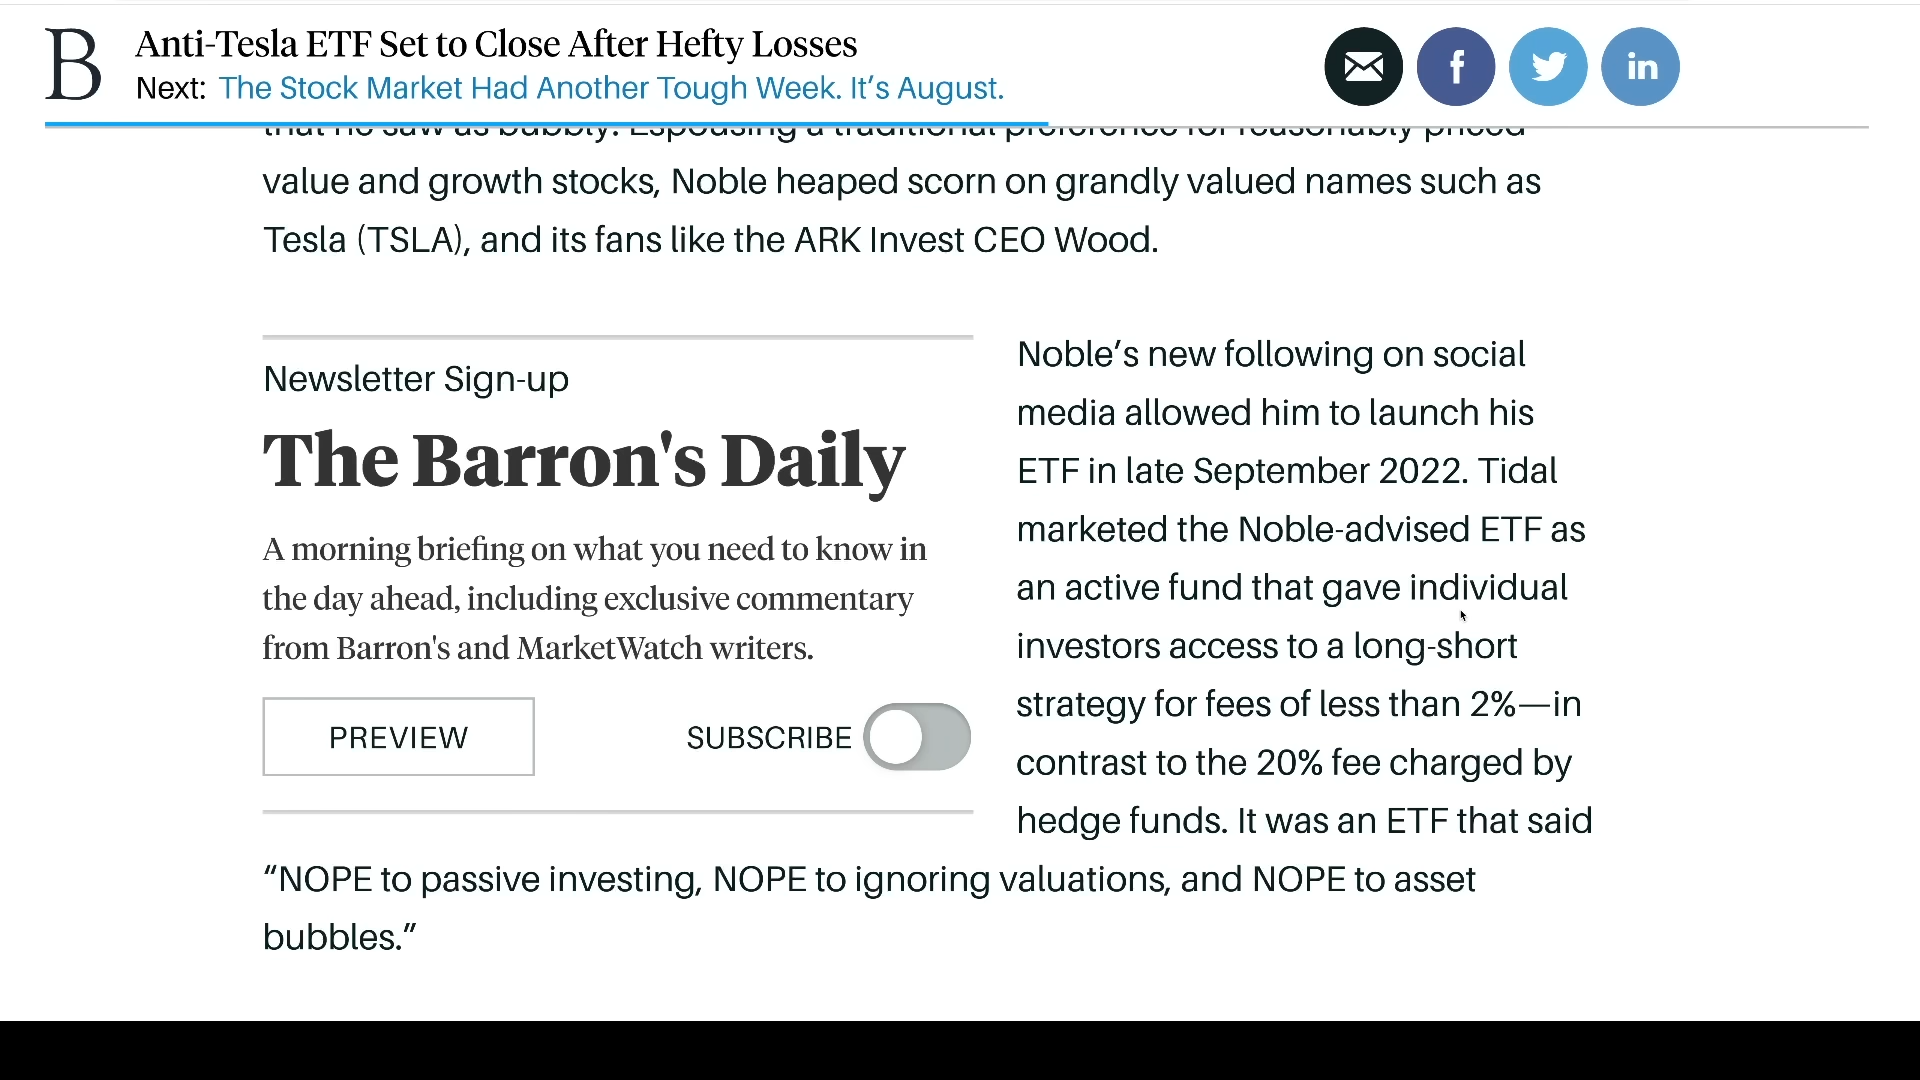 B
Anti-Tesla ETF Set to Close After Hefty Losses
Next: The Stock Market Had Another Tough Week. It’s August.
f
in
that he saw as bubbly. Espousing a traditional preference for reasonably priced
value and growth stocks, Noble heaped scorn on grandly valued names such as
Tesla (TSLA), and its fans like the ARK Invest CEO Wood.
Newsletter Sign-up
The Barron's Daily
A morning briefing on what you need to know in
the day ahead, including exclusive commentary
from Barron's and MarketWatch writers.
PREVIEW
SUBSCRIBE
Noble’s new following on social
media allowed him to launch his
ETF in late September 2022. Tidal
marketed the Noble-advised ETF as
an active fund that gave individual
investors access to a long-short
strategy for fees of less than 2%—in
contrast to the 20% fee charged by
hedge funds. It was an ETF that said
“NOPE to passive investing, NOPE to ignoring valuations, and NOPE to asset
bubbles.”